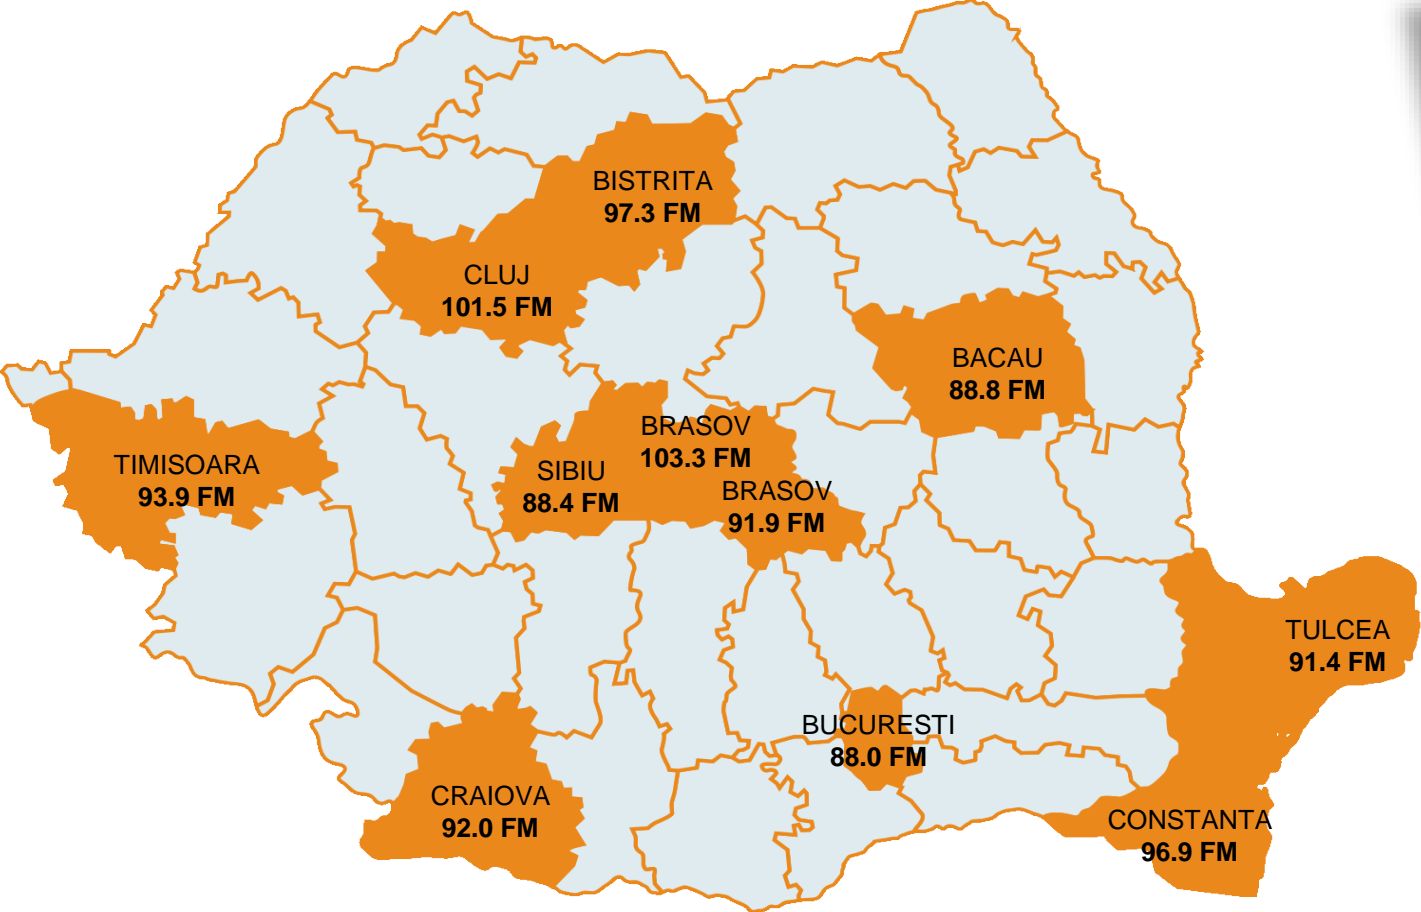 BISTRITA
97.3 FM
CLUJ
101.5 FM
BACAU
88.8 FM
BRASOV
103.3 FM
TIMISOARA
93.9 FM
SIBIU
88.4 FM
BRASOV
91.9 FM
TULCEA
91.4 FM
BUCURESTI
88.0 FM
CRAIOVA
92.0 FM
CONSTANTA
96.9 FM